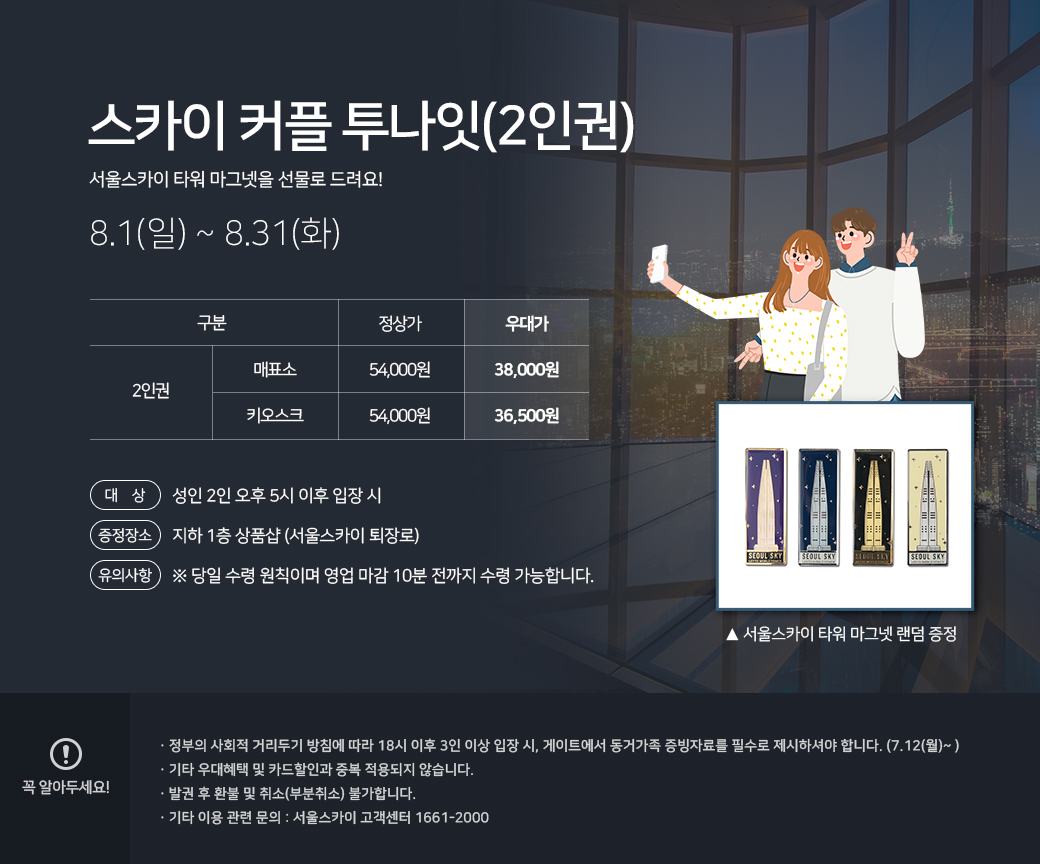 스카이 커플 투나잇(2인권)
서울스카이 타워 마그넷을 선물로 드려요!
8.1(일) ~ 8.31(화)
구분 정상가 우대가
2인권 매표소 54,000원 38,000원
키오스크 54,000원 36,500원
대 상 성인 2인 오후 5시 이후 입장 시
증정장소 지하 1층 상품샵 (서울스카이 퇴장로)
유의사항 ※ 당일 수령 원칙이며 영업 마감 10분 전까지 수령 가능합니다.
SEOUL SKY SEOUL SKY SEOUL SKY SEOUL SKY
▲ 서울스카이 타워 마그넷 랜덤 증정
꼭 알아두세요!
· 정부의 사회적 거리두기 방침에 따라 18시 이후 3인 이상 입장 시, 게이트에서 동거가족 증빙자료를 필수로 제시하셔야 합니다. (7.12(월)~ )
· 기타 우대혜택 및 카드할인과 중복 적용되지 않습니다.
· 발권 후 환불 및 취소(부분취소) 불가합니다.
· 기타 이용 관련 문의 : 서울스카이 고객센터 1661-2000